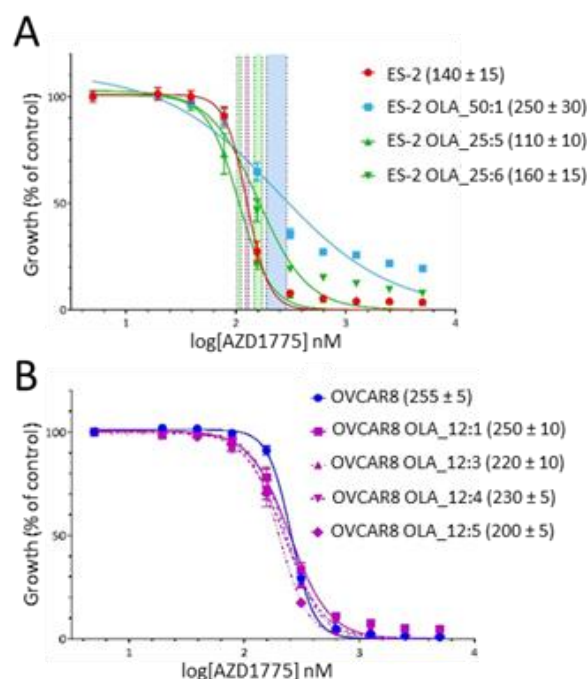 A
ES-2 (140 ± 15)
ES-2 OLA_50:1 (250 ± 30)
ES-2 OLA_25:5 (110 ± 10)
ES-2 OLA_25:6 (160 ± 15)
Growth (% of control)
100
50
0
1
2
3
4
log[AZD1775] nM
B
OVCAR8 (255 ± 5)
OVCAR8 OLA_12:1 (250 ± 10)
OVCAR8 OLA_12:3 (220 ± 10)
OVCAR8 OLA_12:4 (230 ± 5)
OVCAR8 OLA_12:5 (200 ± 5)
Growth (% of control)
100
50
0
1
2
3
4
log[AZD1775] nM